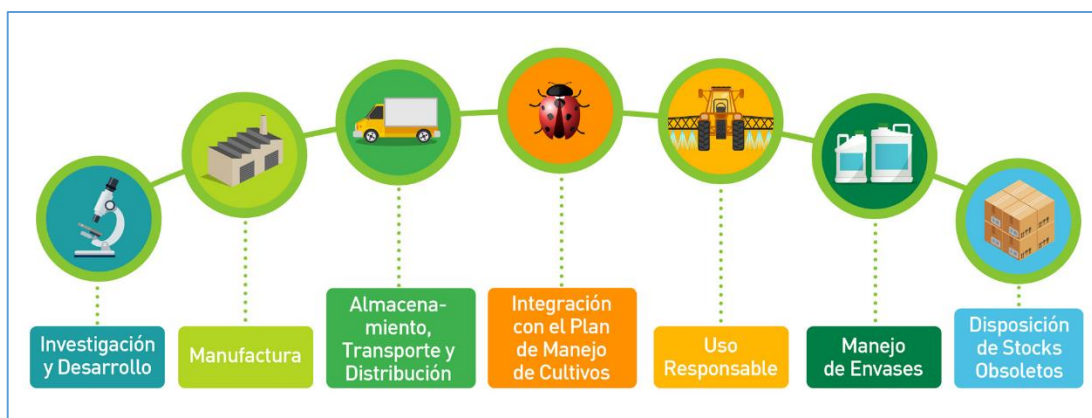 Investigación
y Desarrollo
Manufactura
Almacena-
miento,
Transporte y
Distribución
Integración
con el Plan
de Manejo
de Cultivos
Uso
Responsable
Manejo
de Envases
Disposición
de Stocks
Obsoletos